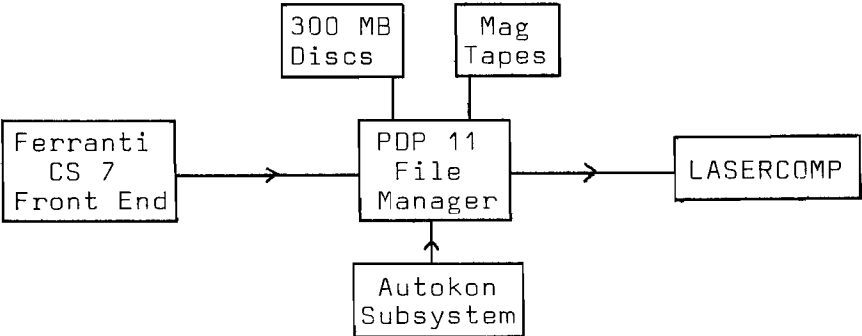 300 MB
Discs
Mag
Tapes
Ferranti
CS 7
Front End
PDP 11
File
Manager
LASERCOMP
Autokon
Subsystem